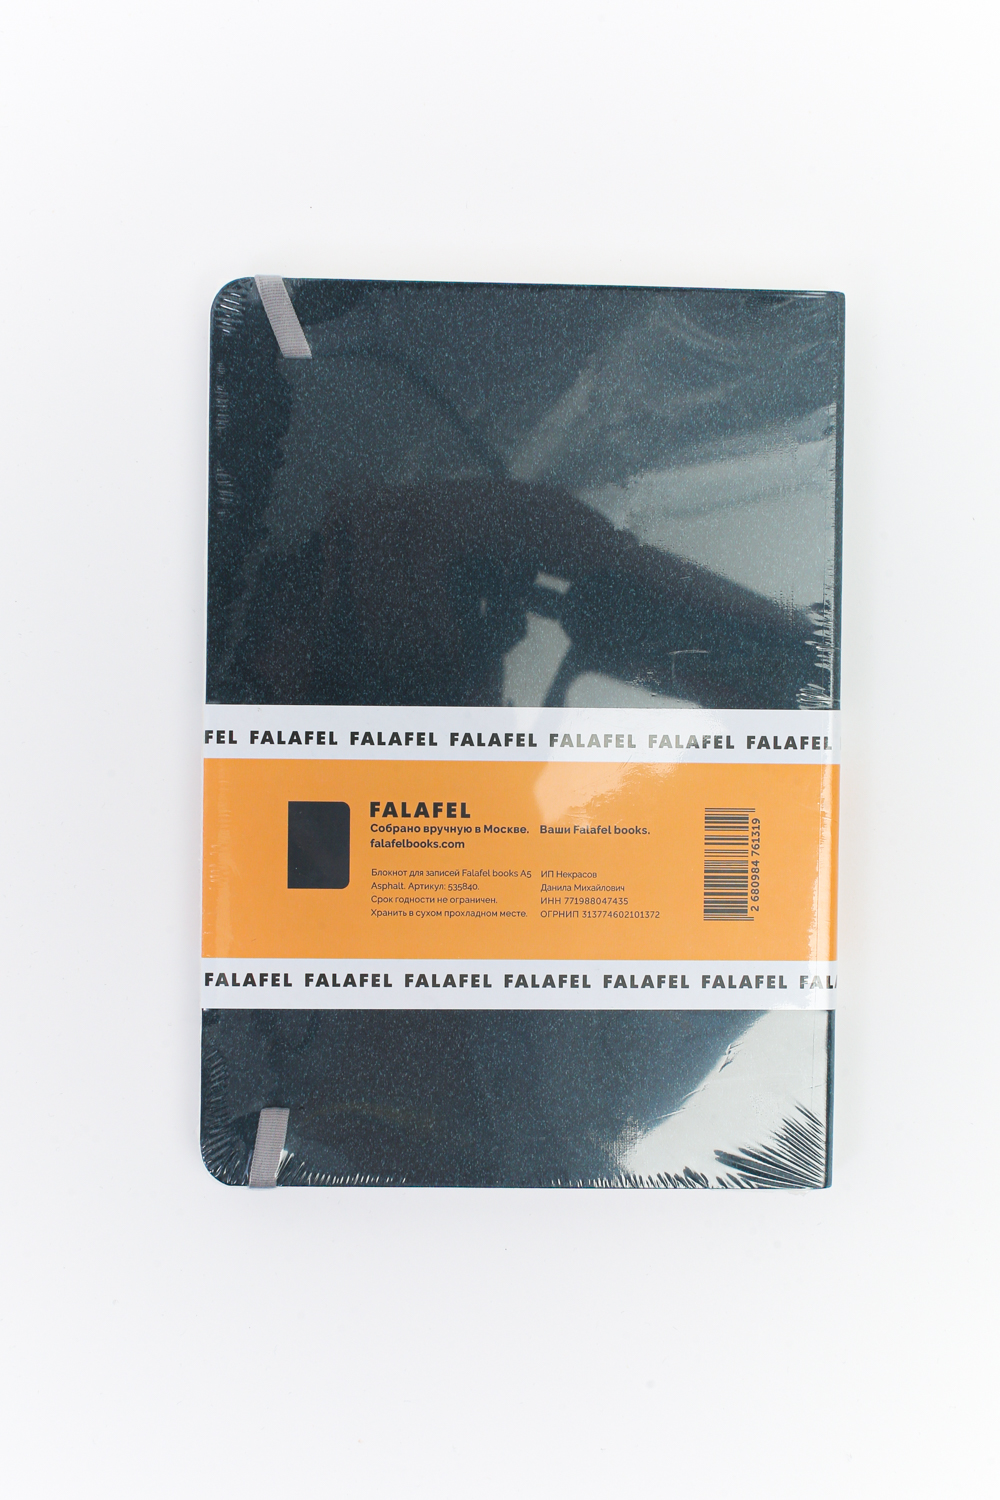 FEL FALAFEL FALAFEL FALAFEL FALAFEL FALAFEL FALAFEL
FALAFEL
Собрано вручную в Москве. Ваши Falafel books.
falafelbooks.com
Блокнот для записей Falafel books A5
Asphalt. Артикул: 535840.
Срок годности не ограничен.
Хранить в сухом прохладном месте.
ИП Некрасов
Данила Михайлович
ИНН 771988047435
ОГРНИП 313774602101372
2 680984 761319
FALAFEL FALAFEL FALAFEL FALAFEL FALAFEL FALAFEL FAL